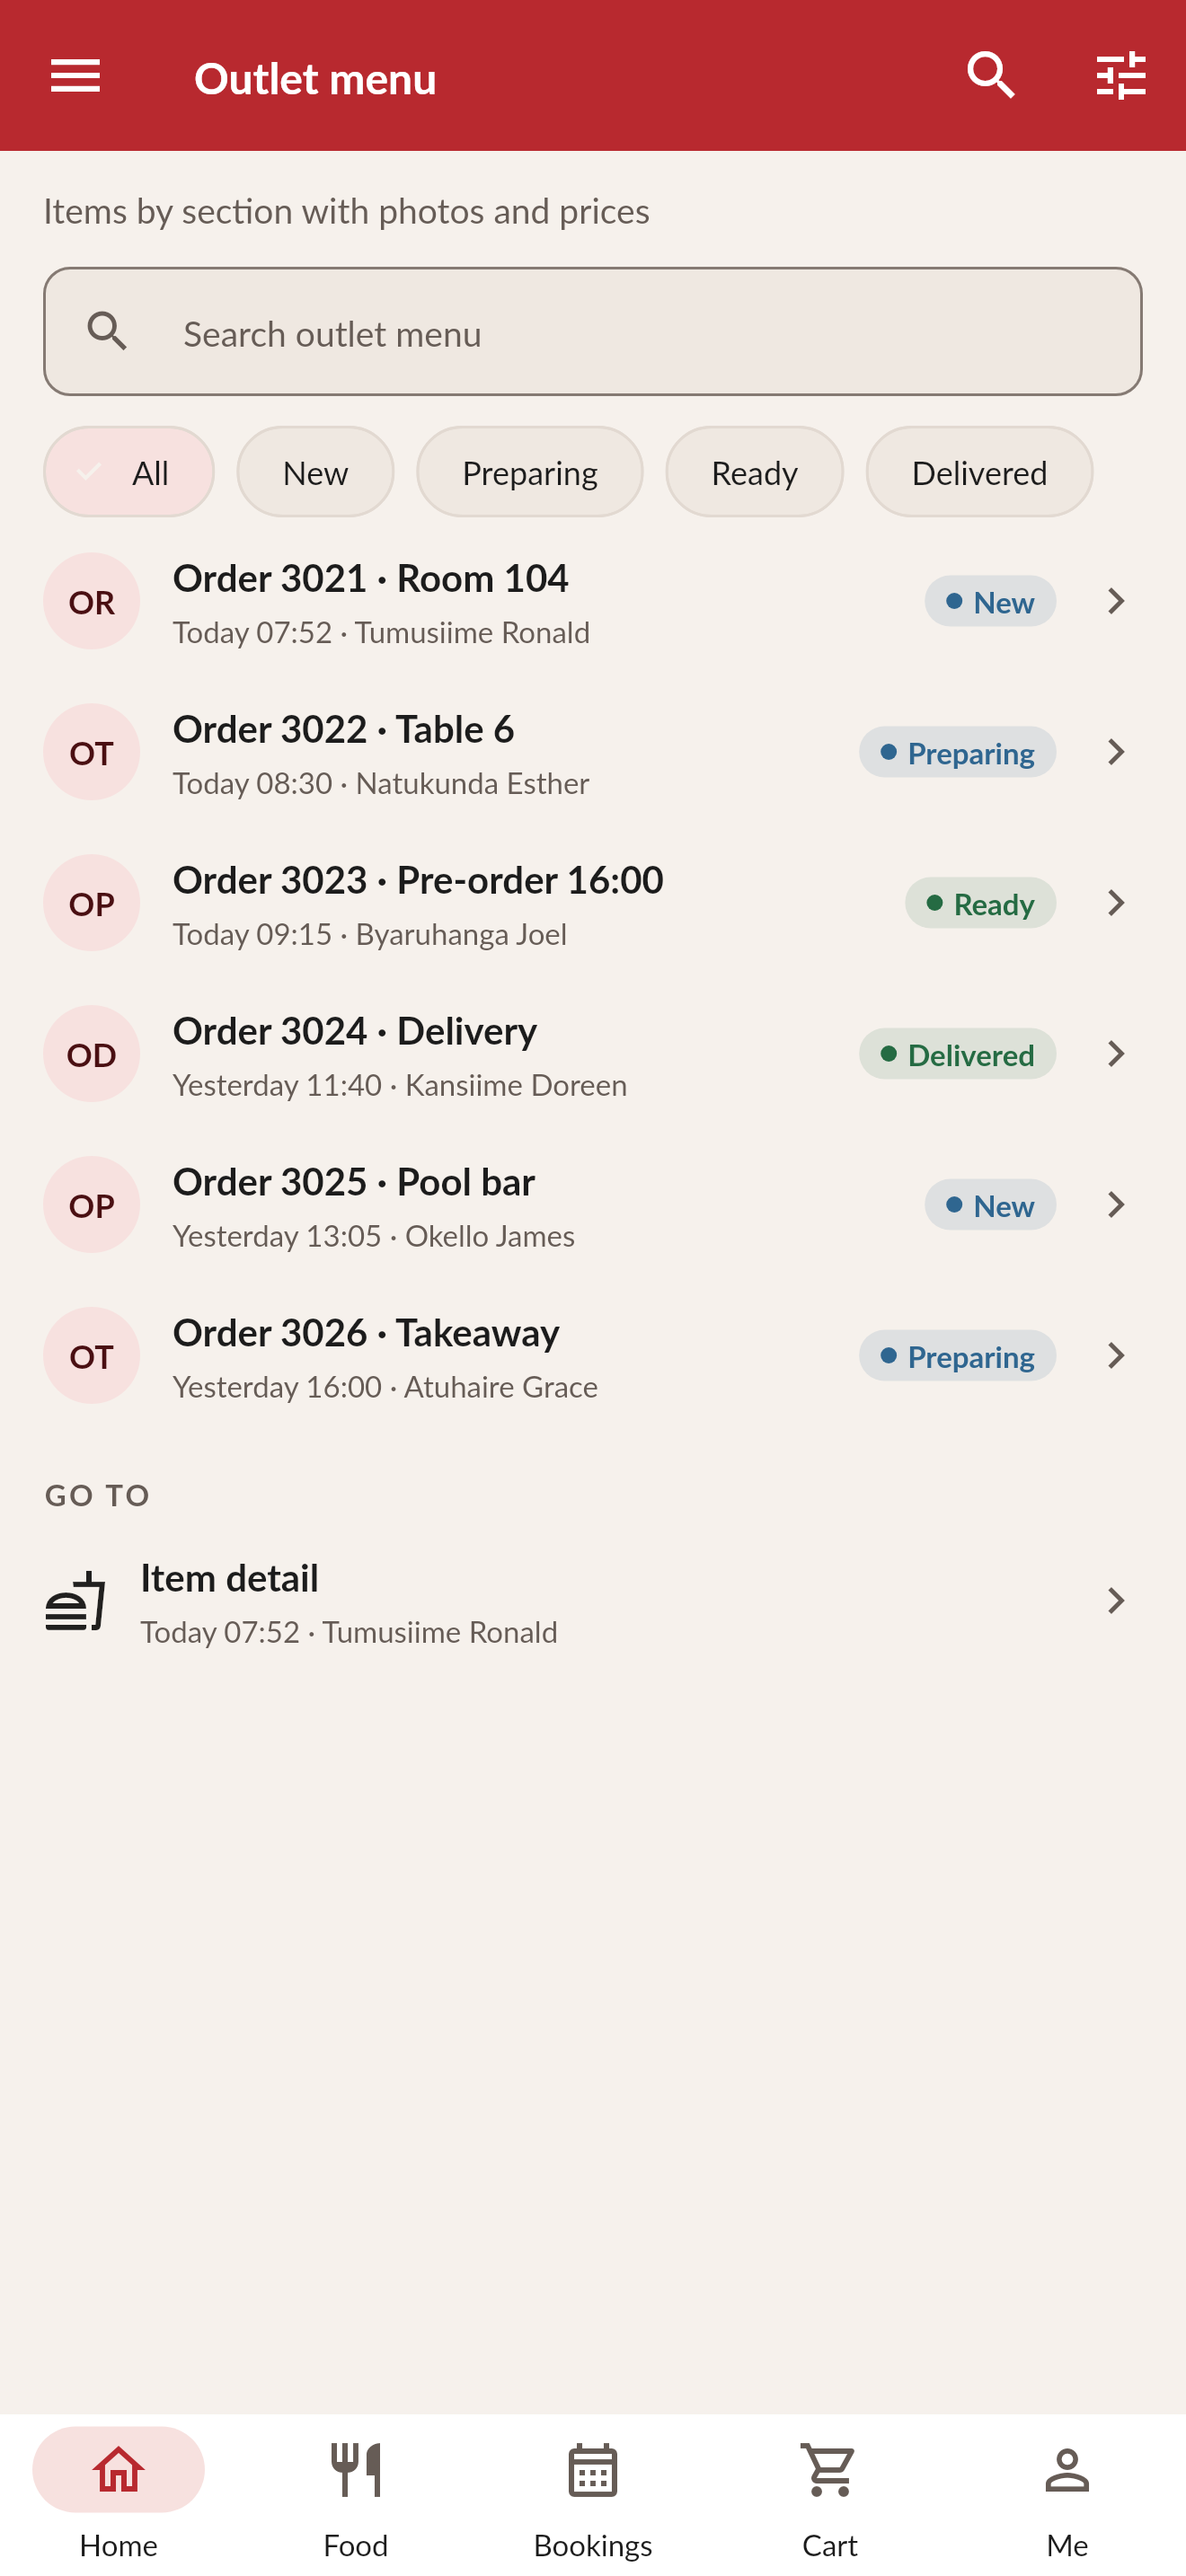 Outlet menu
Items by section with photos and prices
Search outlet menu
All New Preparing Ready Delivered
OR Order 3021 · Room 104 New
Today 07:52 · Tumusiime Ronald
OT Order 3022 · Table 6 Preparing
Today 08:30 · Natukunda Esther
OP Order 3023 · Pre-order 16:00 Ready
Today 09:15 · Byaruhanga Joel
OD Order 3024 · Delivery Delivered
Yesterday 11:40 · Kansiime Doreen
OP Order 3025 · Pool bar New
Yesterday 13:05 · Okello James
OT Order 3026 · Takeaway Preparing
Yesterday 16:00 · Atuhaire Grace
GO TO
Item detail
Today 07:52 · Tumusiime Ronald
Home Food Bookings Cart Me